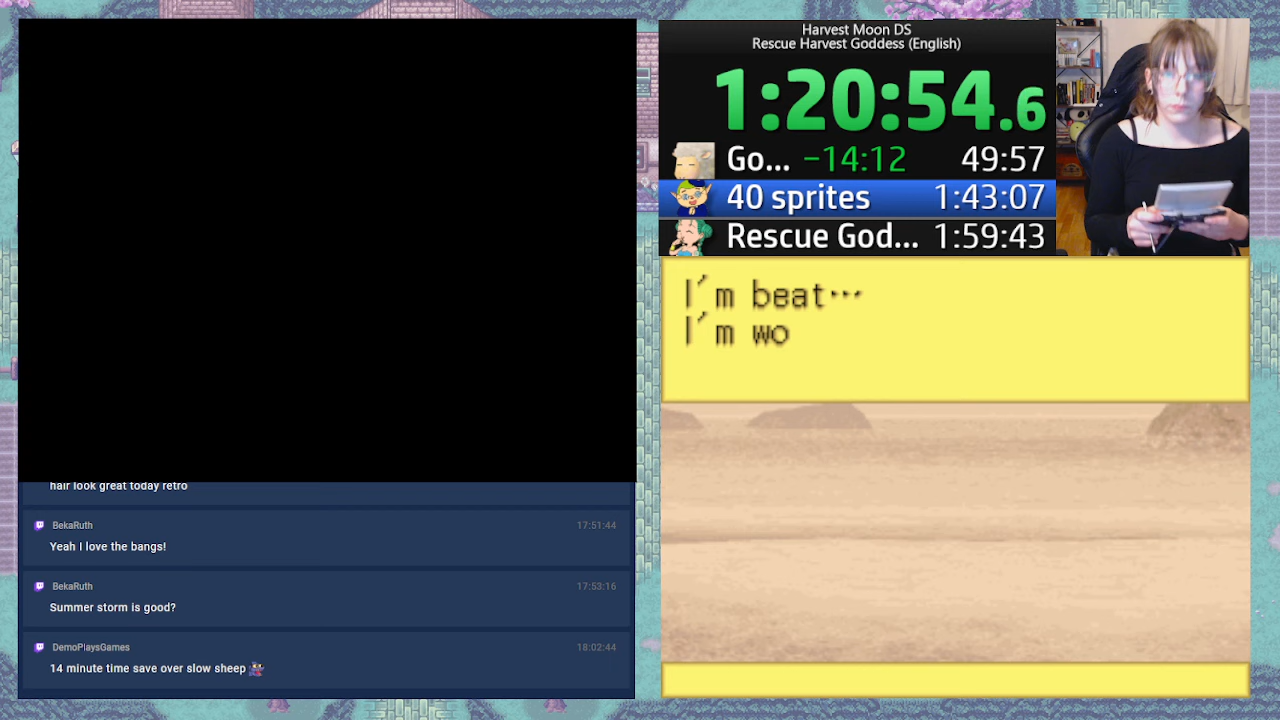 Harvest Moon DS
Rescue Harvest Goddess (English)
1:20:54.6
Go... −14:12 49:57
40 sprites 1:43:07
Rescue God... 1:59:43
I'm beat…
I'm wo
hair look great today retro
BekaRuth 17:51:44
Yeah I love the bangs!
BekaRuth 17:53:16
Summer storm is good?
DemoPlaysGames 18:02:44
14 minute time save over slow sheep